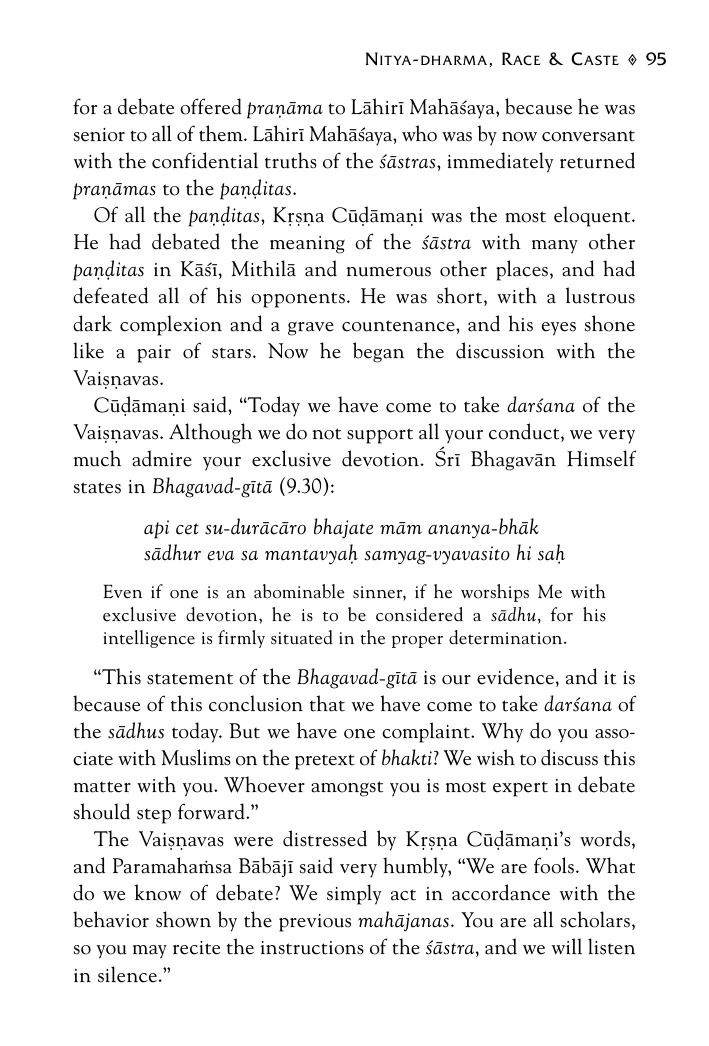 NITYA-DHARMA, RACE & CASTE ◊ 95
for a debate offered praṇāma to Lāhirī Mahāśaya, because he was
senior to all of them. Lāhirī Mahāśaya, who was by now conversant
with the confidential truths of the śāstras, immediately returned
praṇāmas to the paṇḍitas.
Of all the paṇḍitas, Kṛṣṇa Cūḍāmaṇi was the most eloquent.
He had debated the meaning of the śāstra with many other
paṇḍitas in Kāśī, Mithilā and numerous other places, and had
defeated all of his opponents. He was short, with a lustrous
dark complexion and a grave countenance, and his eyes shone
like a pair of stars. Now he began the discussion with the
Vaiṣṇavas.
Cūḍāmaṇi said, “Today we have come to take darśana of the
Vaiṣṇavas. Although we do not support all your conduct, we very
much admire your exclusive devotion. Śrī Bhagavān Himself
states in Bhagavad-gītā (9.30):
api cet su-durācāro bhajate mām ananya-bhāk
sādhur eva sa mantavyaḥ samyag-vyavasito hi saḥ
Even if one is an abominable sinner, if he worships Me with
exclusive devotion, he is to be considered a sādhu, for his
intelligence is firmly situated in the proper determination.
“This statement of the Bhagavad-gītā is our evidence, and it is
because of this conclusion that we have come to take darśana of
the sādhus today. But we have one complaint. Why do you asso-
ciate with Muslims on the pretext of bhakti? We wish to discuss this
matter with you. Whoever amongst you is most expert in debate
should step forward.”
The Vaiṣṇavas were distressed by Kṛṣṇa Cūḍāmaṇi’s words,
and Paramahaṁsa Bābājī said very humbly, “We are fools. What
do we know of debate? We simply act in accordance with the
behavior shown by the previous mahājanas. You are all scholars,
so you may recite the instructions of the śāstra, and we will listen
in silence.”